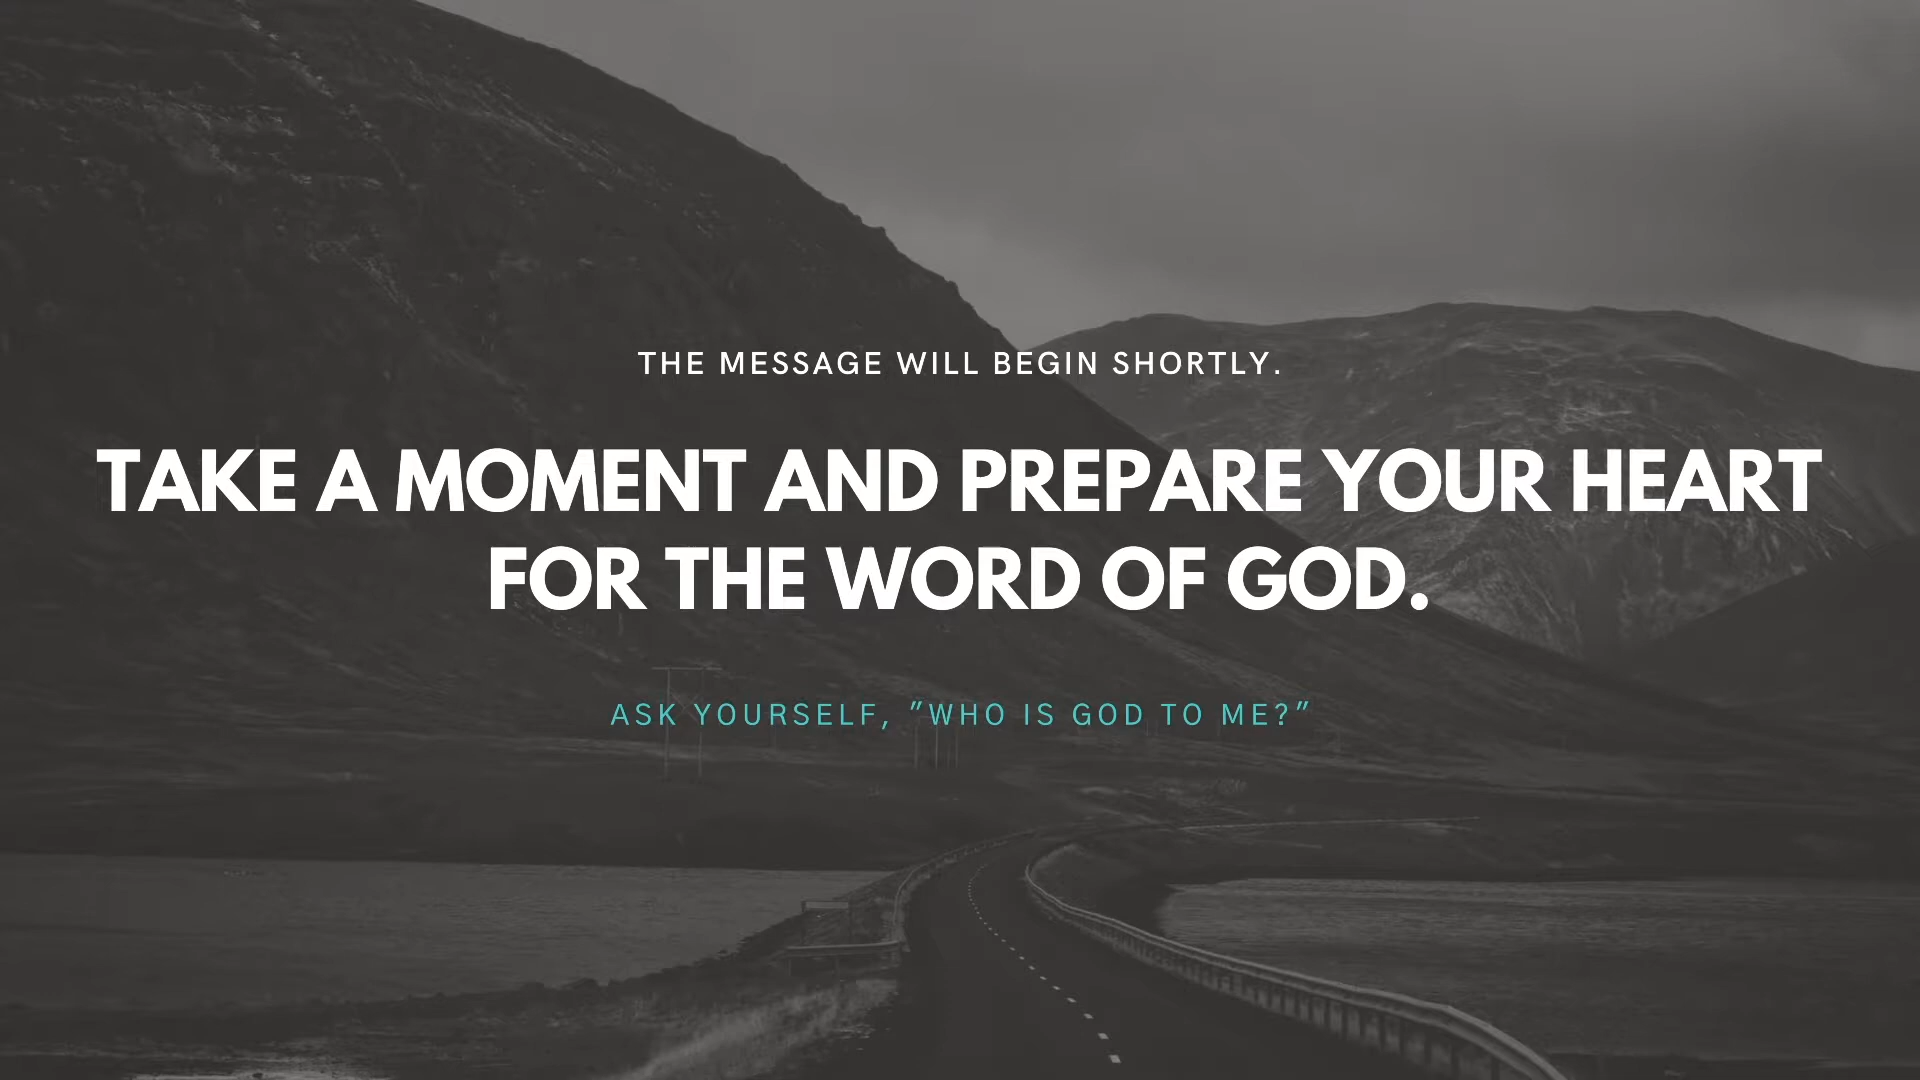 THE MESSAGE WILL BEGIN SHORTLY.
TAKE A MOMENT AND PREPARE YOUR HEART
FOR THE WORD OF GOD.
ASK YOURSELF, "WHO IS GOD TO ME?"